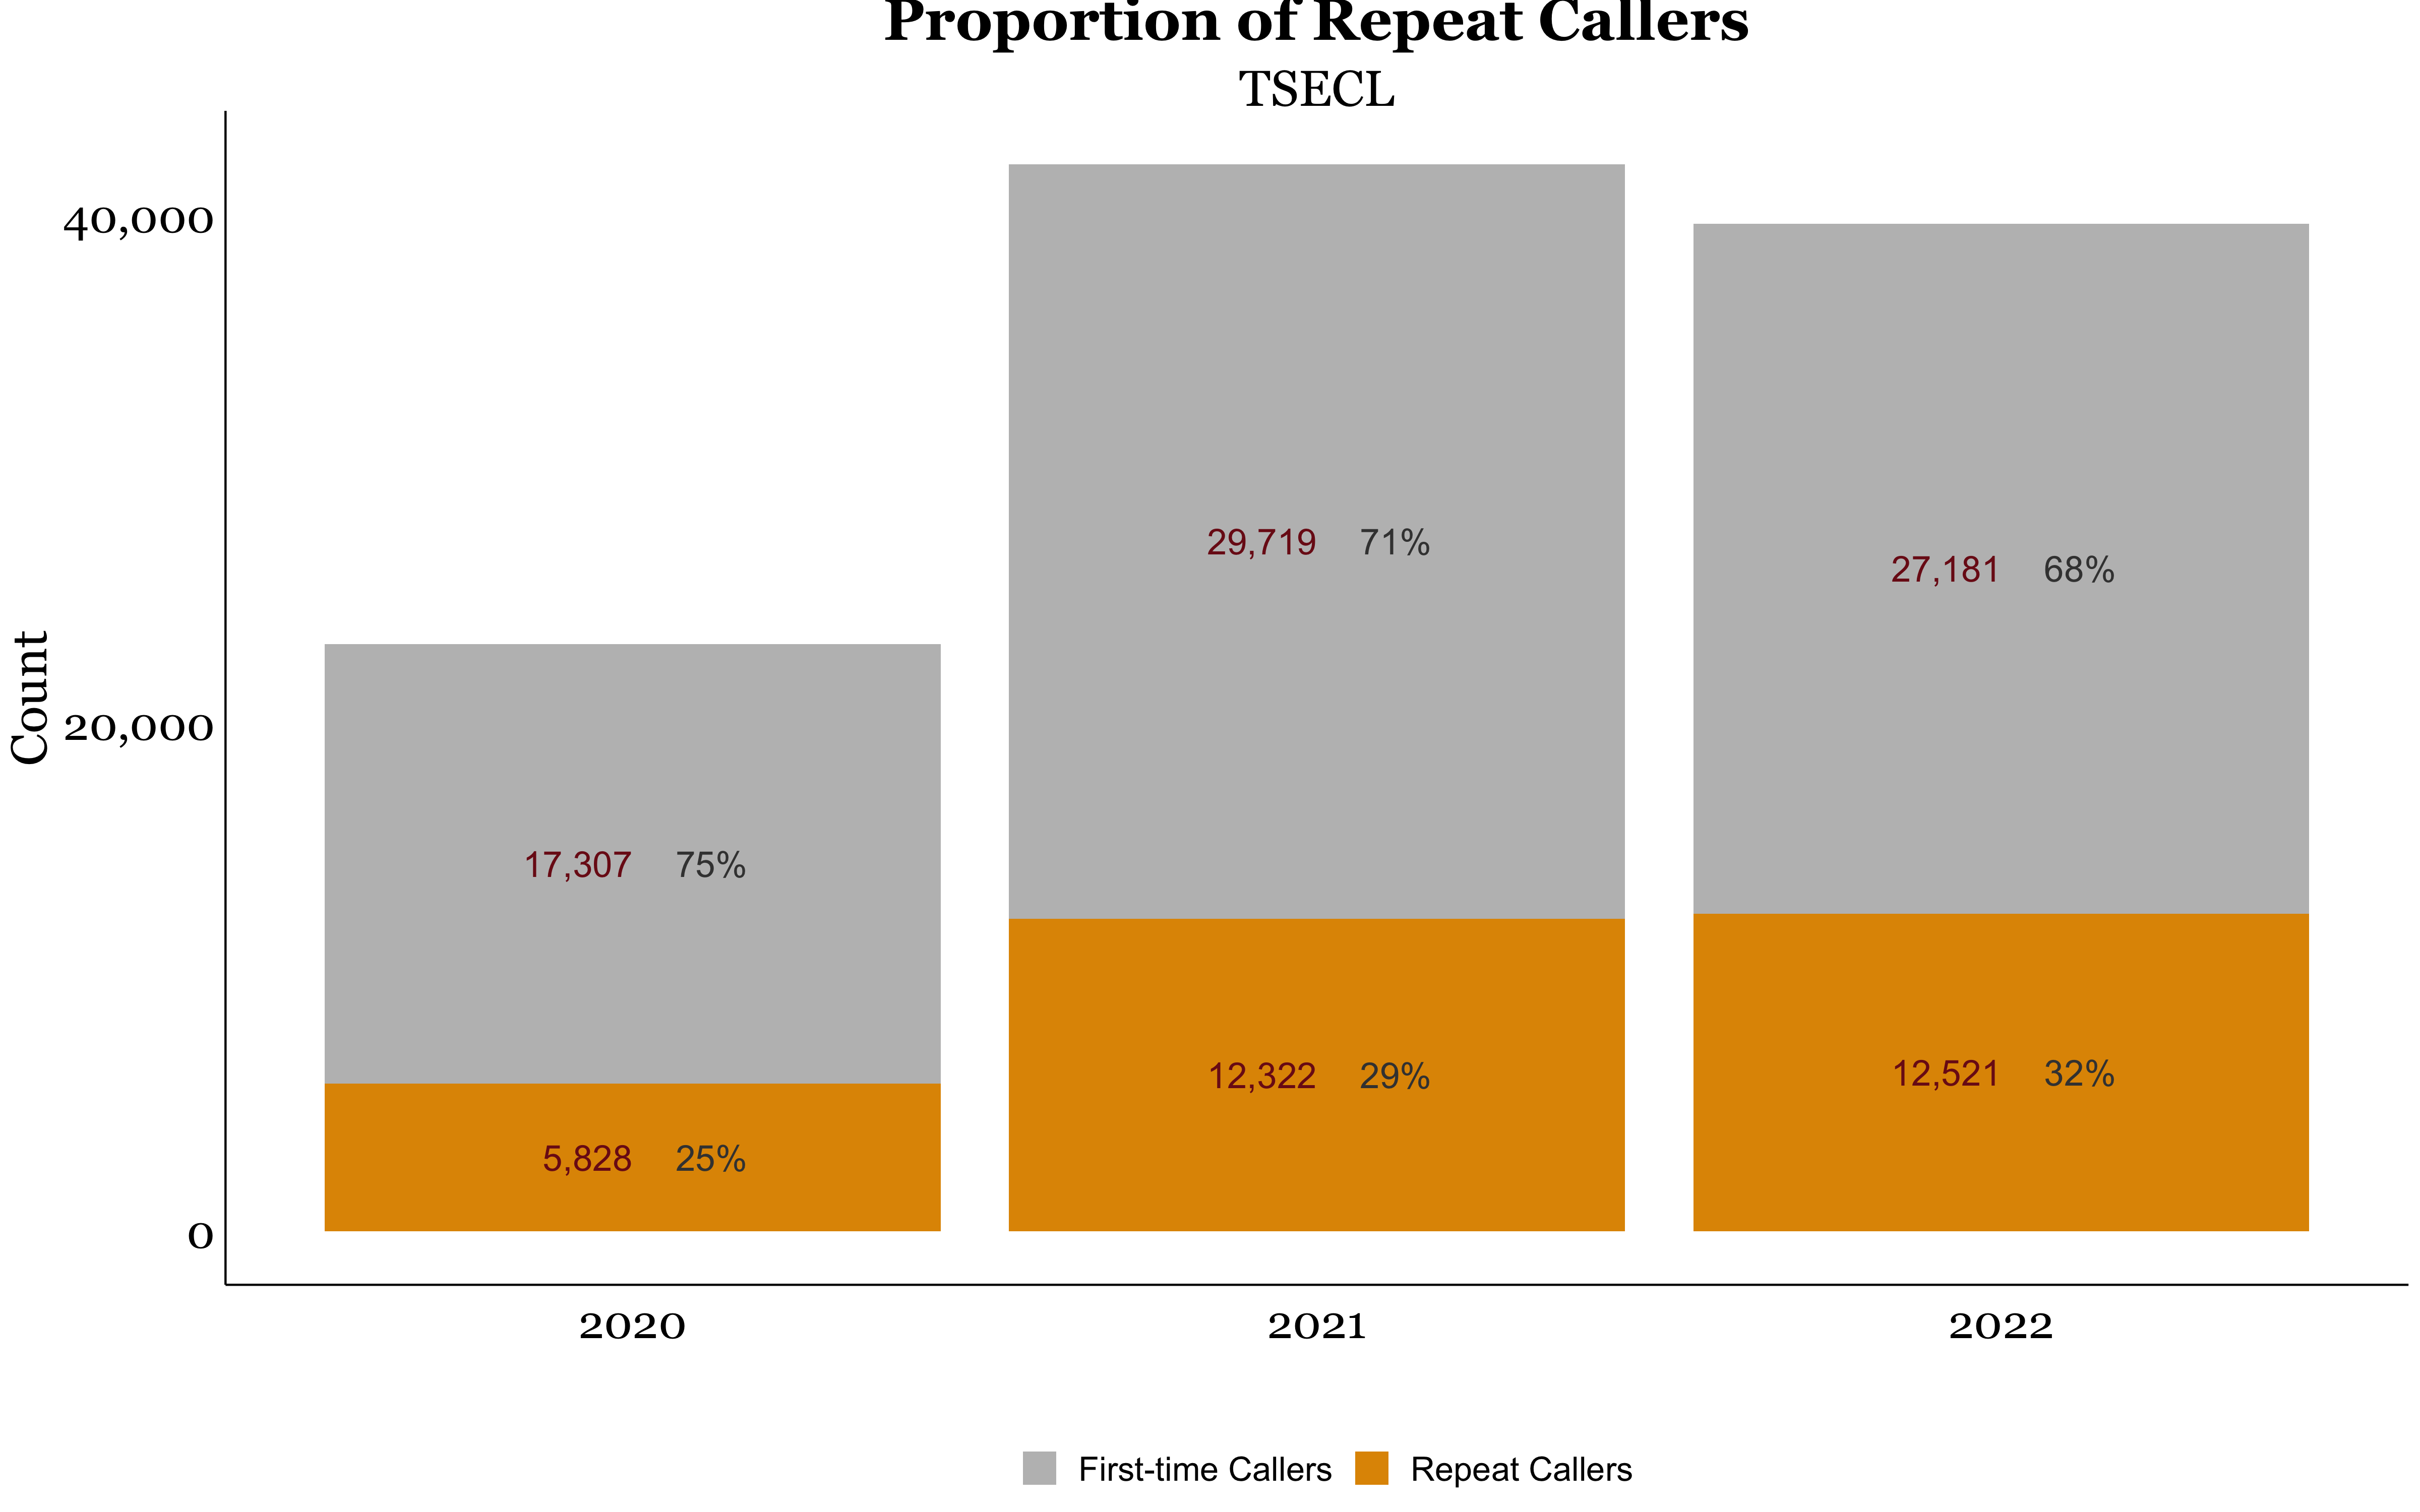 Proportion of Repeat Callers
TSECL
Count
40,000
20,000
0
29,719 71%
27,181 68%
17,307 75%
12,322 29%
12,521 32%
5,828 25%
2020 2021 2022
First-time Callers Repeat Callers